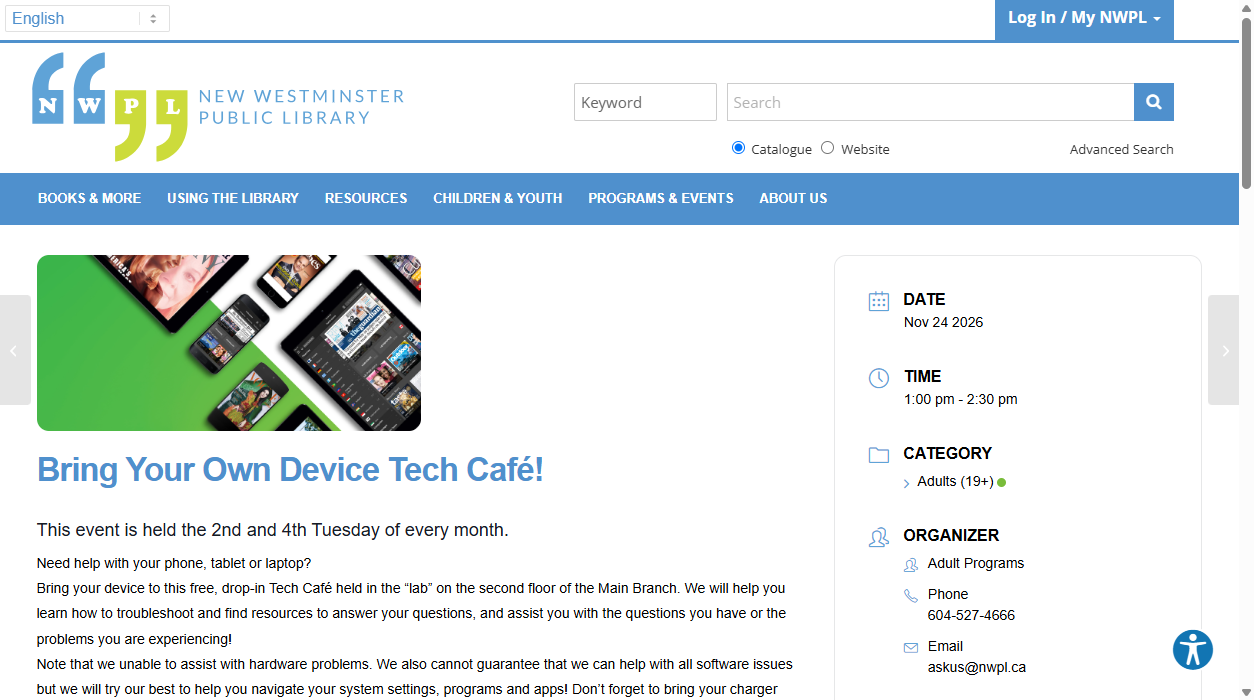 English
Log In / My NWPL
N W P L
NEW WESTMINSTER
PUBLIC LIBRARY
Keyword
Search
Catalogue
Website
Advanced Search
BOOKS & MORE
USING THE LIBRARY
RESOURCES
CHILDREN & YOUTH
PROGRAMS & EVENTS
ABOUT US
theguardian
Bring Your Own Device Tech Café!
This event is held the 2nd and 4th Tuesday of every month.
Need help with your phone, tablet or laptop?
Bring your device to this free, drop-in Tech Café held in the “lab” on the second floor of the Main Branch. We will help you
learn how to troubleshoot and find resources to answer your questions, and assist you with the questions you have or the
problems you are experiencing!
Note that we unable to assist with hardware problems. We also cannot guarantee that we can help with all software issues
but we will try our best to help you navigate your system settings, programs and apps! Don’t forget to bring your charger
DATE
Nov 24 2026
TIME
1:00 pm - 2:30 pm
CATEGORY
Adults (19+)
ORGANIZER
Adult Programs
Phone
604-527-4666
Email
askus@nwpl.ca